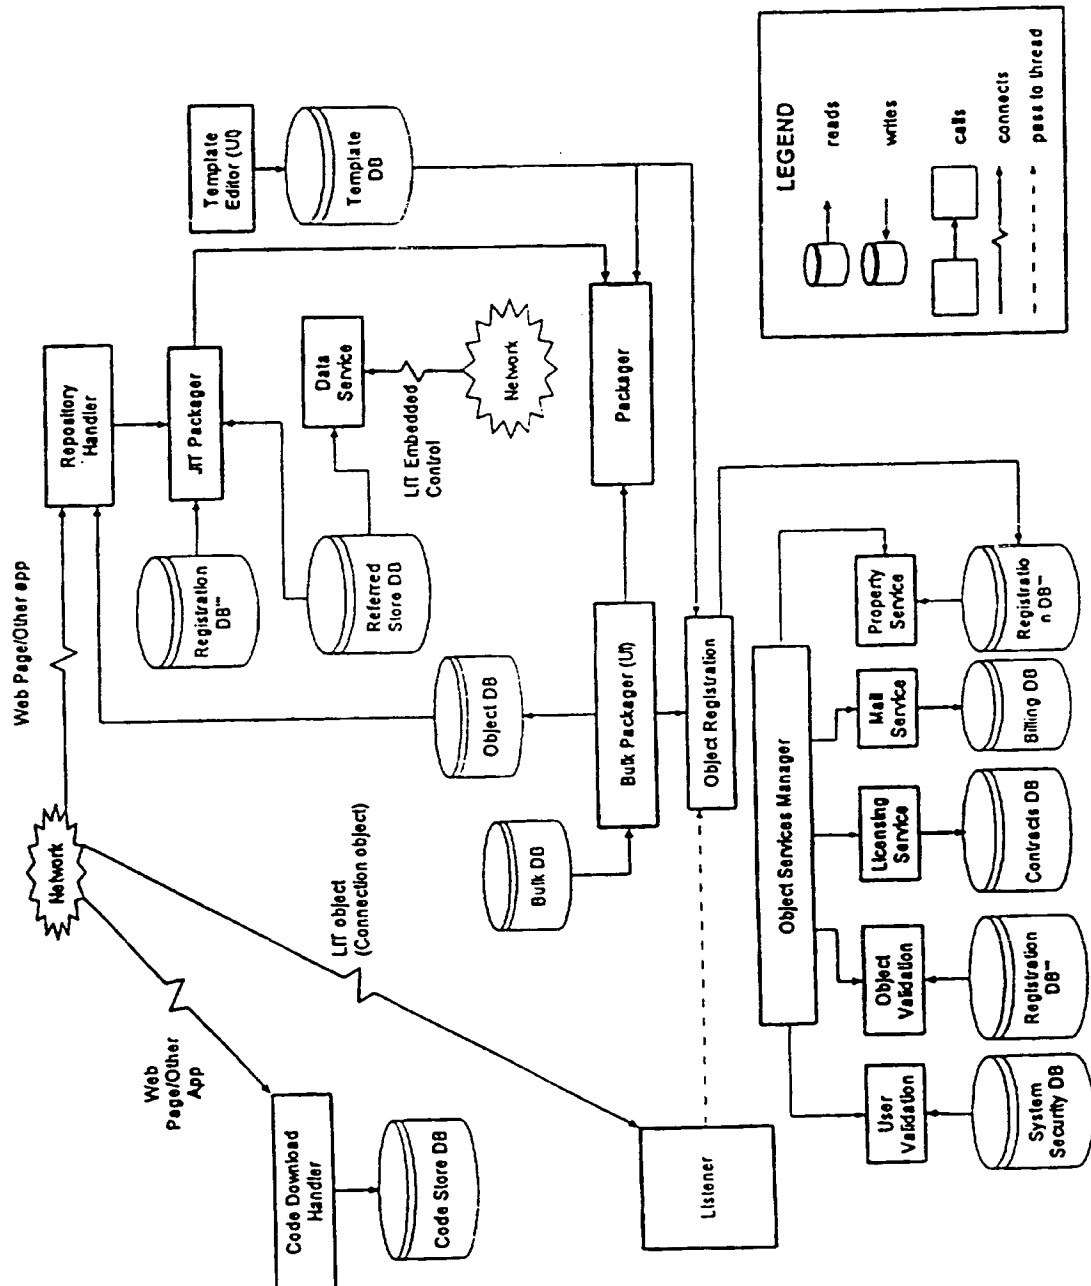 Network
Web Page/Other app
Web
Page/Other
App
LIT object
(Connection object)
Code Download
Handler
Code Store DB
Listener
Repository
Handler
JIT Packager
Registration
DB***
Referred
Store DB
Data
Service
LIT Embedded
Control
Network
Template
Editor (UI)
Template
DB
Object DB
Bulk DB
Bulk Packager (UI)
Packager
Object Registration
Object Services Manager
User
Validation
Object
Validation
Licensing
Service
Mail
Service
Property
Service
System
Security DB
Registration
DB***
Contracts DB
Billing DB
Registratio
n DB***
LEGEND
reads
writes
calls
connects
pass to thread